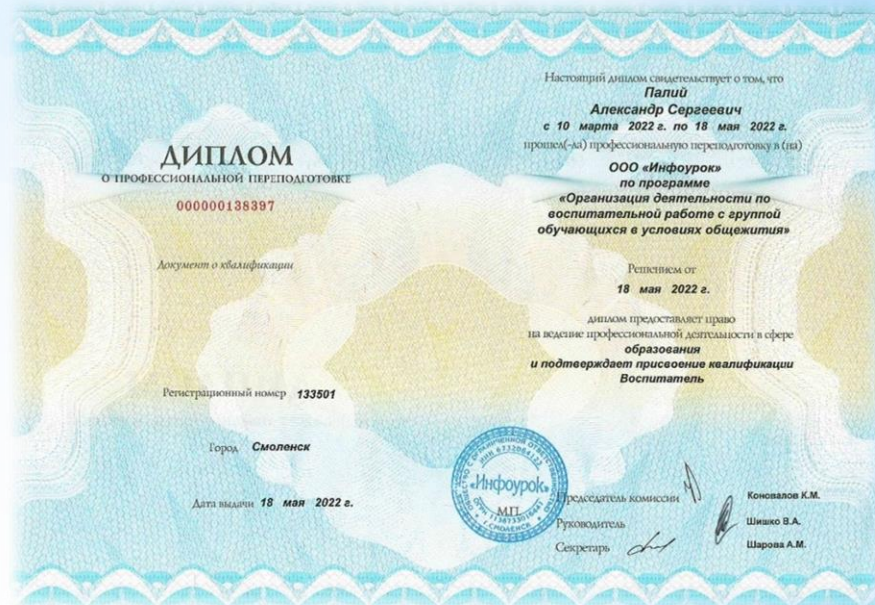 ДИПЛОМ
О ПРОФЕССИОНАЛЬНОЙ ПЕРЕПОДГОТОВКЕ
000000138397
Документ о квалификации
Регистрационный номер 133501
Город Смоленск
Дата выдачи 18 мая 2022 г.
Настоящий диплом свидетельствует о том, что
Палий
Александр Сергеевич
с 10 марта 2022 г. по 18 мая 2022 г.
прошел(-ла) профессиональную переподготовку в (на)
ООО «Инфоурок»
по программе
«Организация деятельности по
воспитательной работе с группой
обучающихся в условиях общежития»
Решением от
18 мая 2022 г.
диплом предоставляет право
на ведение профессиональной деятельности в сфере
образования
и подтверждает присвоение квалификации
Воспитатель
«Инфоурок»
М.П.
Председатель комиссии Коновалов К.М.
Руководитель Шишко В.А.
Секретарь Шарова А.М.